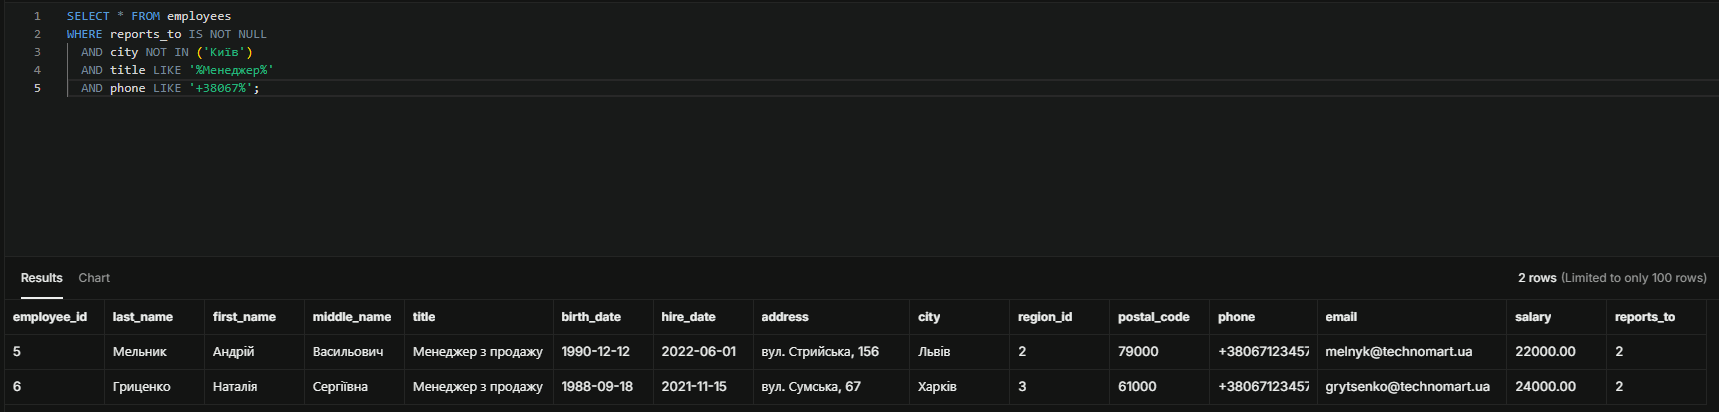 1 SELECT * FROM employees
2 WHERE reports_to IS NOT NULL
3 AND city NOT IN ('Київ')
4 AND title LIKE '%Менеджер%'
5 AND phone LIKE '+38067%';
Results Chart 2 rows (Limited to only 100 rows)
employee_id last_name first_name middle_name title birth_date hire_date address city region_id postal_code phone email salary reports_to
5 Мельник Андрій Васильович Менеджер з продажу 1990-12-12 2022-06-01 вул. Стрийська, 156 Львів 2 79000 +38067123457 melnyk@technomart.ua 22000.00 2
6 Гриценко Наталія Сергіївна Менеджер з продажу 1988-09-18 2021-11-15 вул. Сумська, 67 Харків 3 61000 +38067123457 grytsenko@technomart.ua 24000.00 2